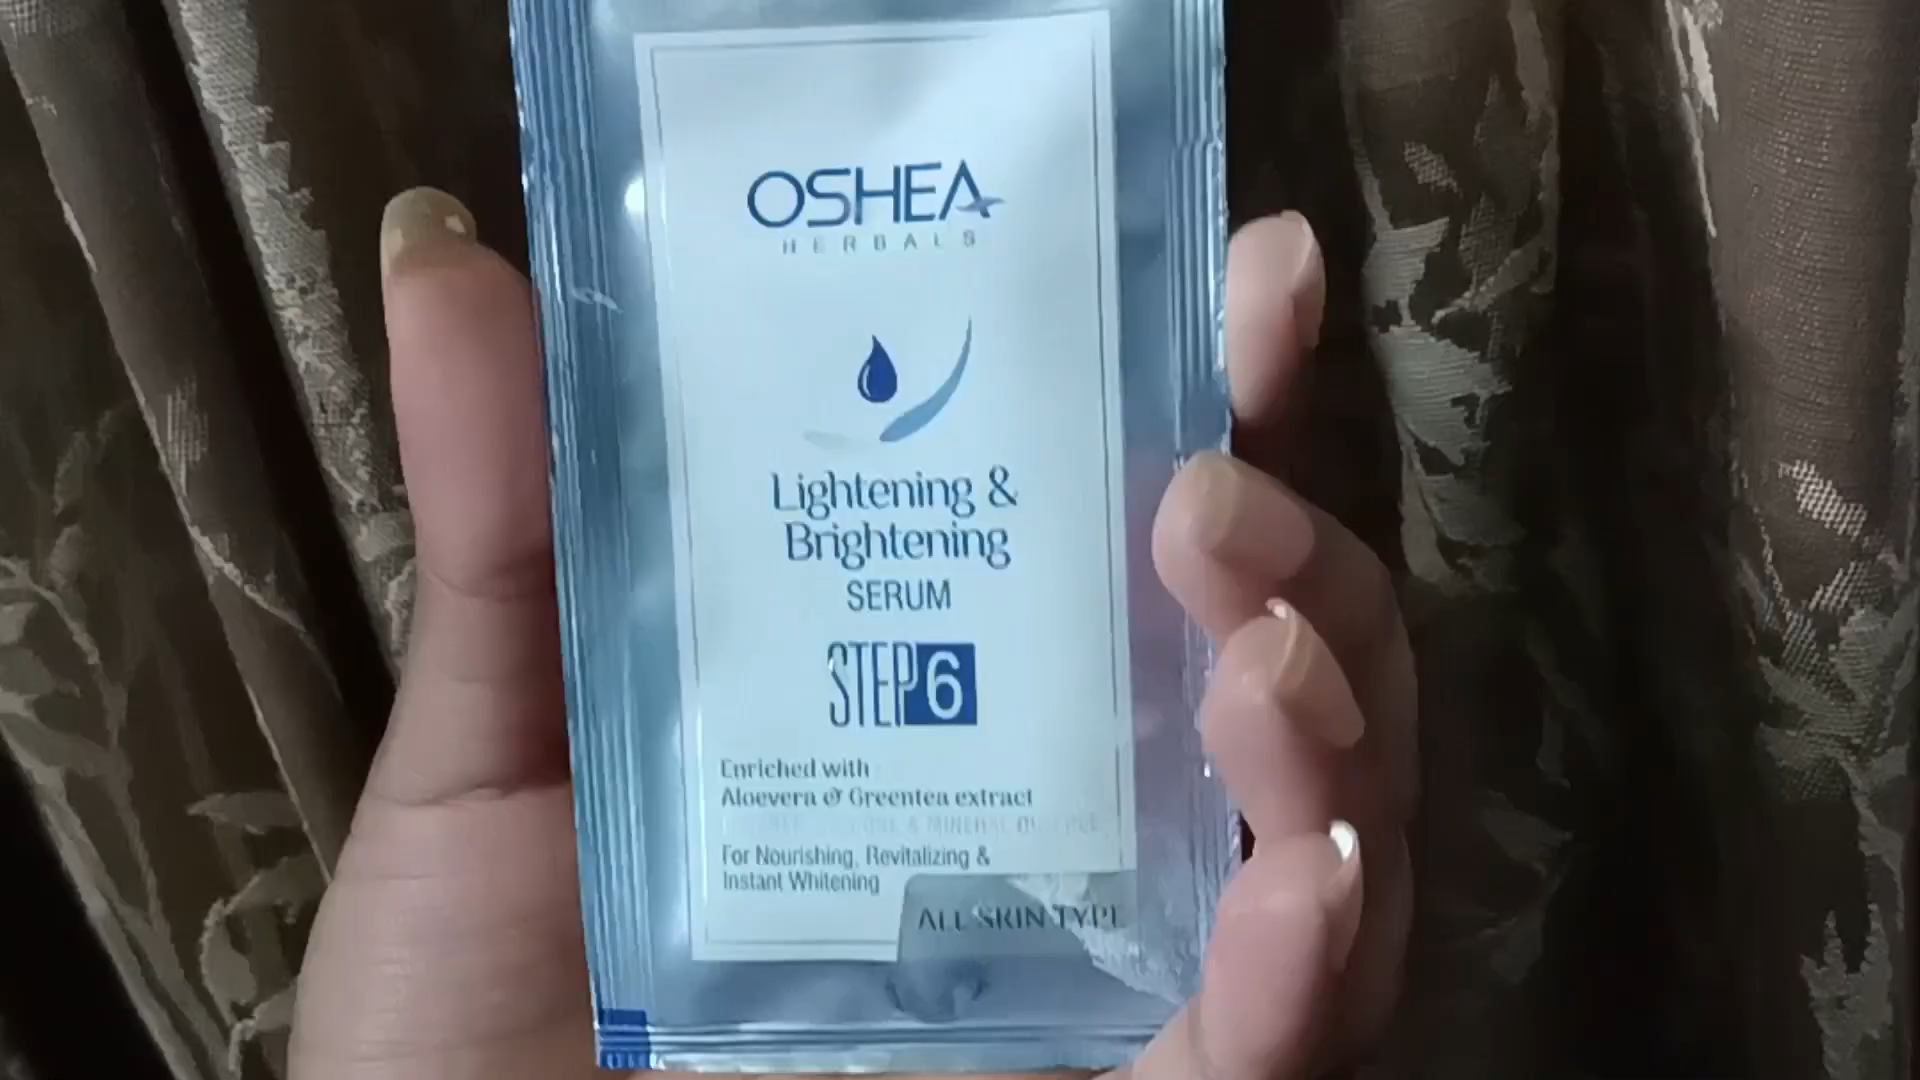 OSHEA
HERBALS
Lightening &
Brightening
SERUM
STEP 6
Enriched with
Aloevera & Greentea extract
& MINERAL
For Nourishing, Revitalizing &
Instant Whitening
ALL SKIN TYPE